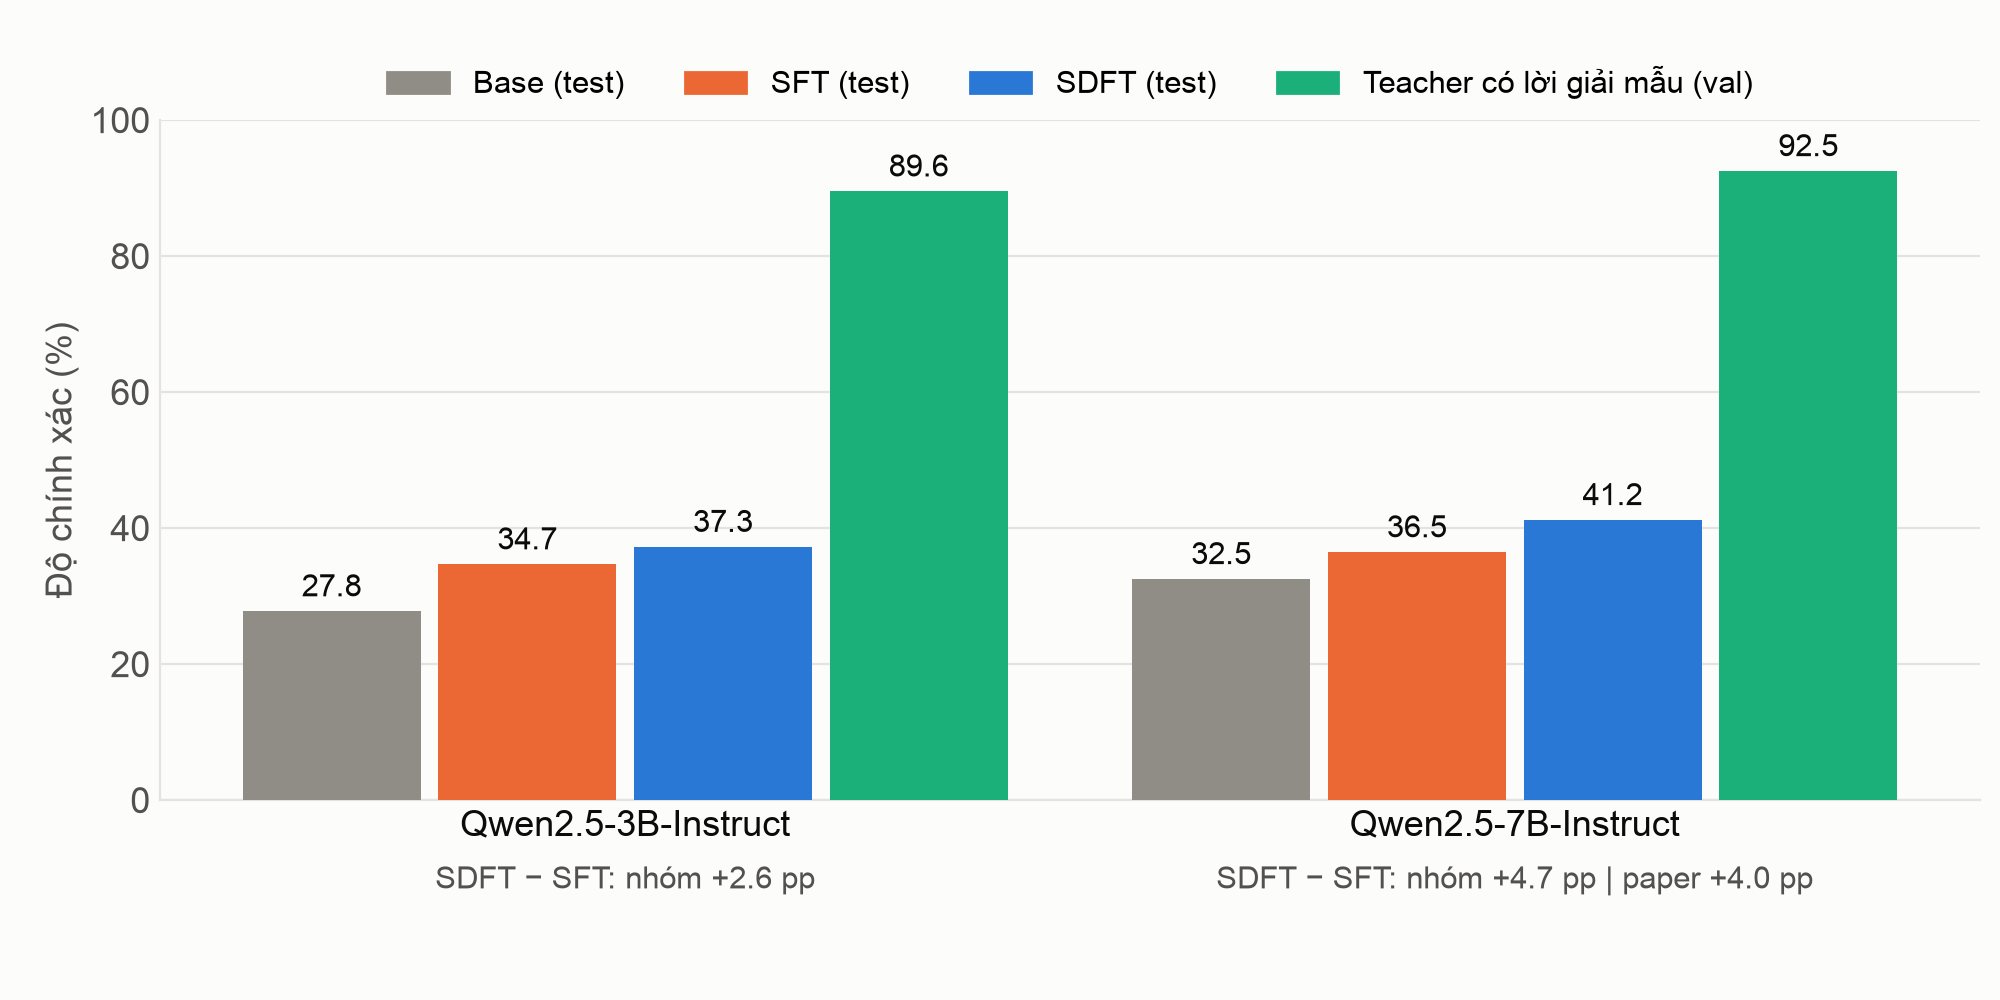 Base (test) SFT (test) SDFT (test) Teacher có lời giải mẫu (val)
Độ chính xác (%)
100
80
60
40
20
0
27.8 34.7 37.3 89.6
32.5 36.5 41.2 92.5
Qwen2.5-3B-Instruct Qwen2.5-7B-Instruct
SDFT − SFT: nhóm +2.6 pp
SDFT − SFT: nhóm +4.7 pp | paper +4.0 pp